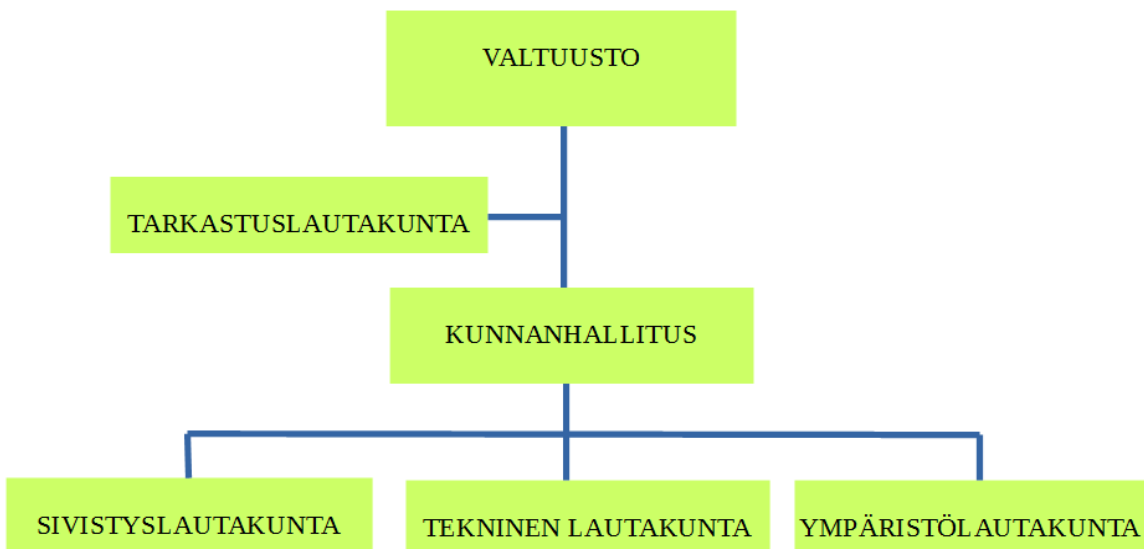 VALTUUSTO
TARKASTUSLAUTAKUNTA
KUNNANHALLITUS
SIVISTYSLAUTAKUNTA
TEKNINEN LAUTAKUNTA
YMPÄRISTÖLAUTAKUNTA